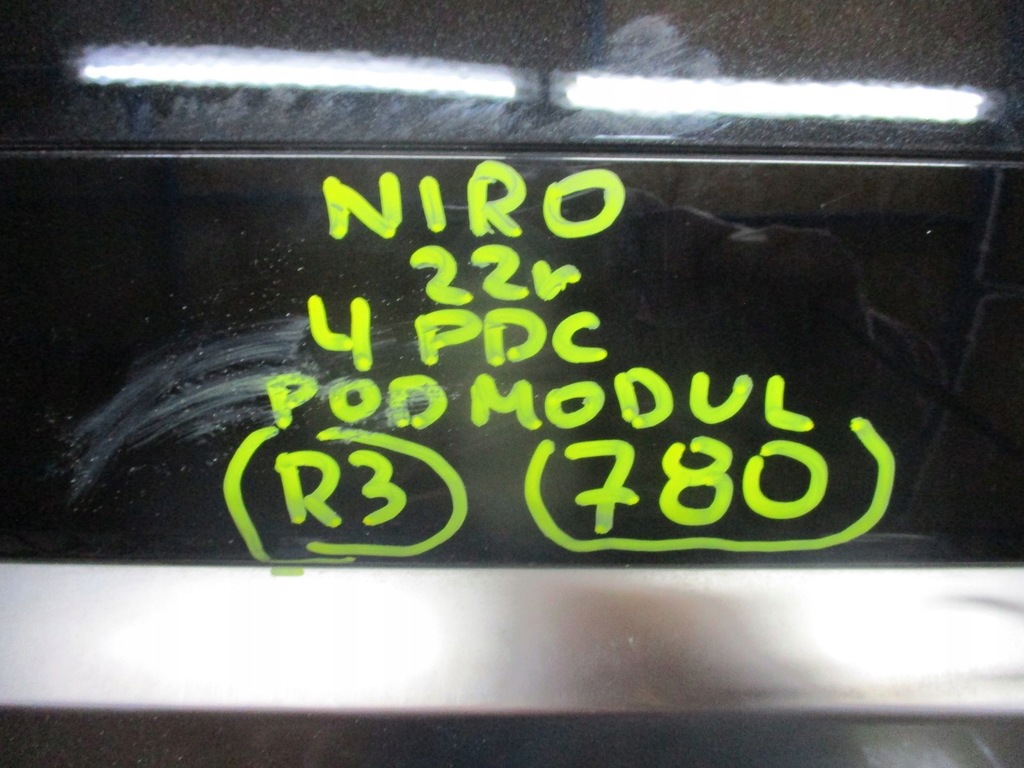 NIRO
22r
4 PDC
POD MODUL
R3 780